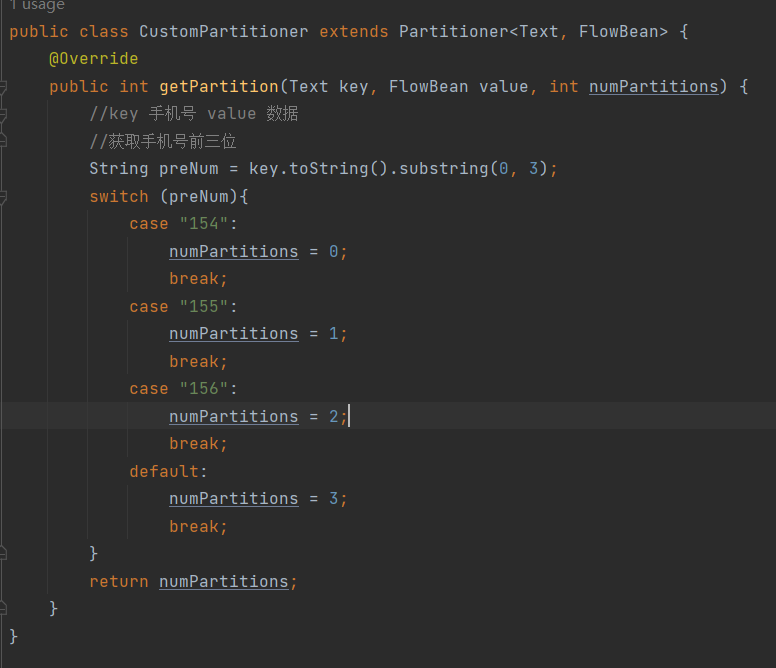 1 usage
public class CustomPartitioner extends Partitioner<Text, FlowBean> {
@Override
public int getPartition(Text key, FlowBean value, int numPartitions) {
//key 手机号 value 数据
//获取手机号前三位
String preNum = key.toString().substring(0, 3);
switch (preNum){
case "154":
numPartitions = 0;
break;
case "155":
numPartitions = 1;
break;
case "156":
numPartitions = 2;
break;
default:
numPartitions = 3;
break;
}
return numPartitions;
}
}